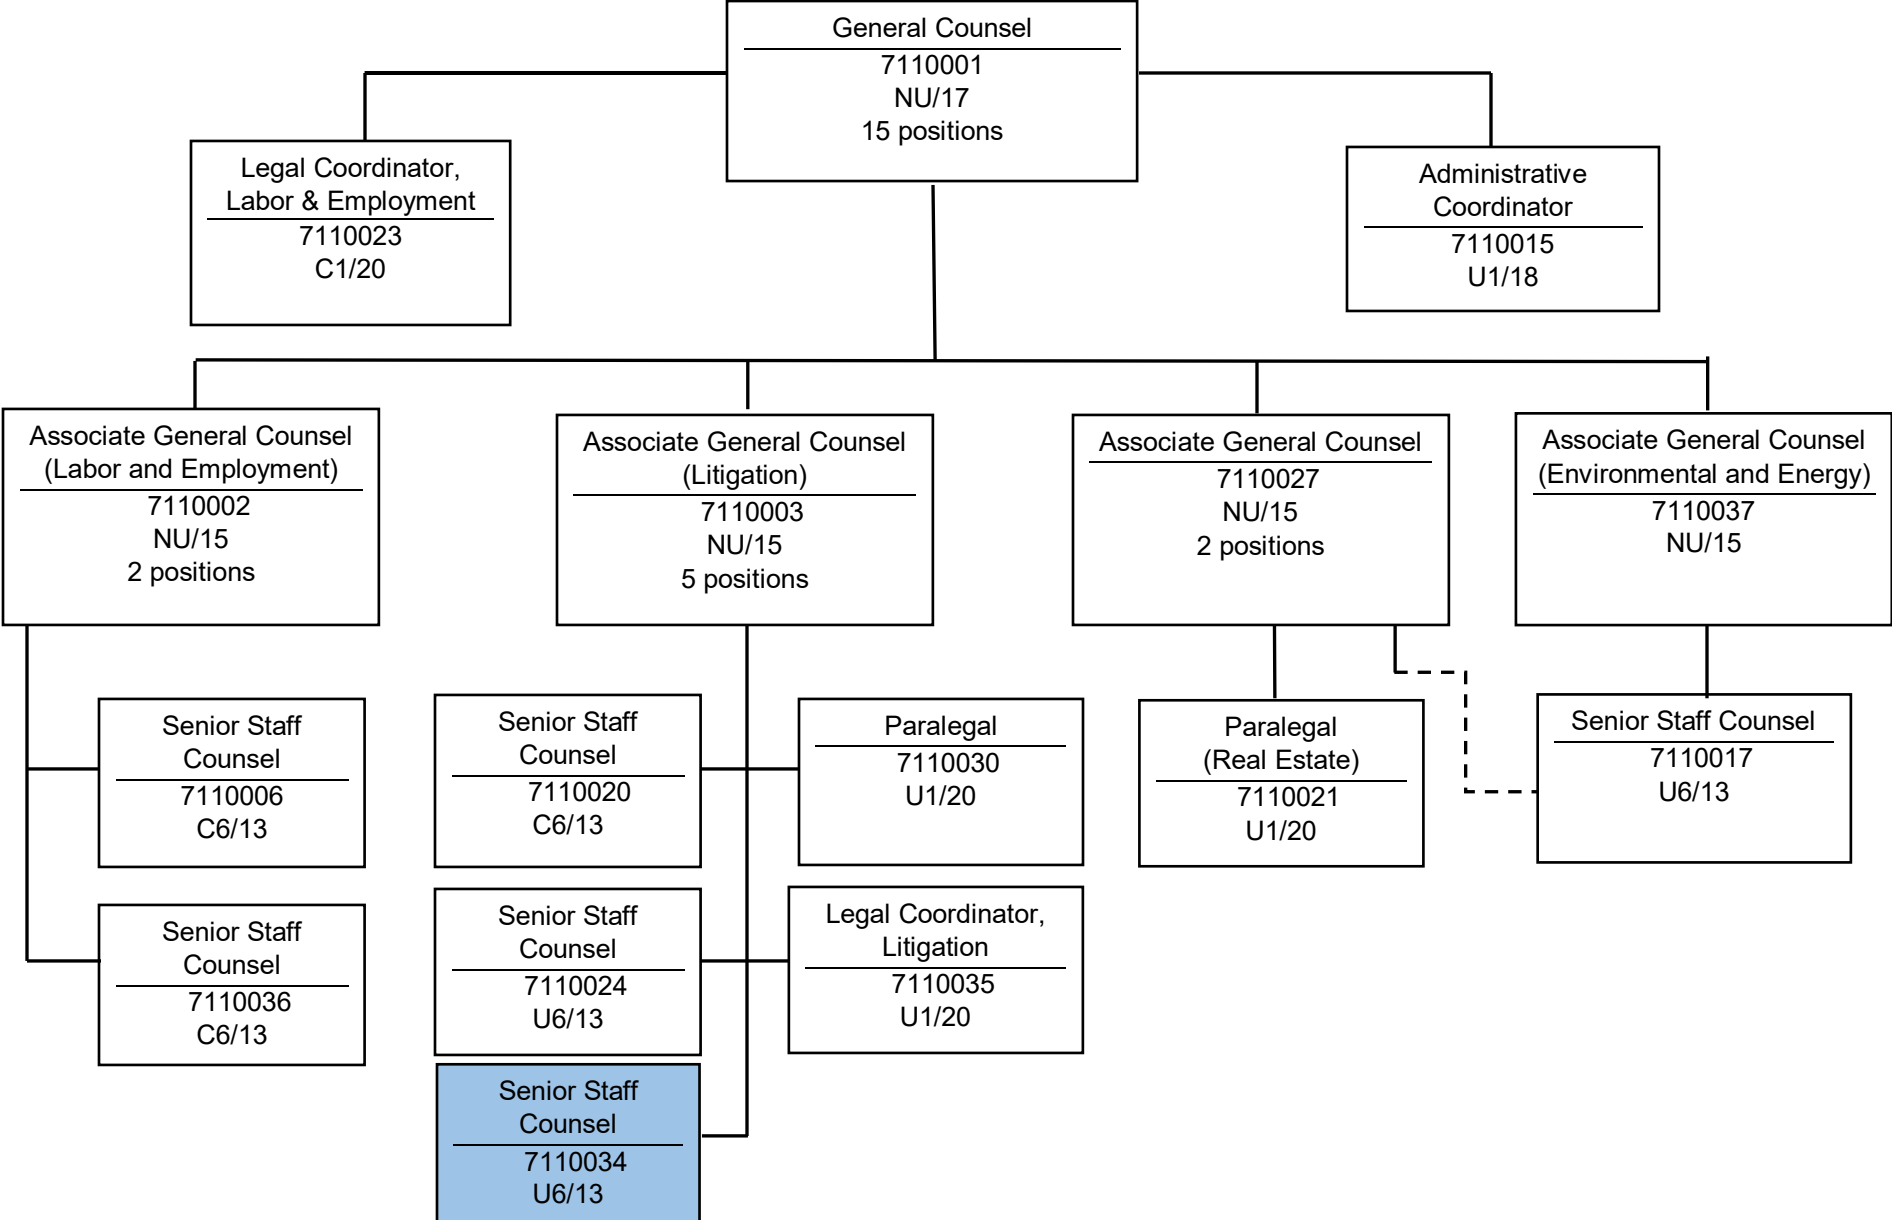 General Counsel
7110001
NU/17
15 positions
Legal Coordinator,
Labor & Employment
7110023
C1/20
Administrative
Coordinator
7110015
U1/18
Associate General Counsel
(Labor and Employment)
7110002
NU/15
2 positions
Associate General Counsel
(Litigation)
7110003
NU/15
5 positions
Associate General Counsel
7110027
NU/15
2 positions
Associate General Counsel
(Environmental and Energy)
7110037
NU/15
Senior Staff
Counsel
7110006
C6/13
Senior Staff
Counsel
7110036
C6/13
Senior Staff
Counsel
7110020
C6/13
Paralegal
7110030
U1/20
Senior Staff
Counsel
7110024
U6/13
Legal Coordinator,
Litigation
7110035
U1/20
Senior Staff
Counsel
7110034
U6/13
Paralegal
(Real Estate)
7110021
U1/20
Senior Staff Counsel
7110017
U6/13